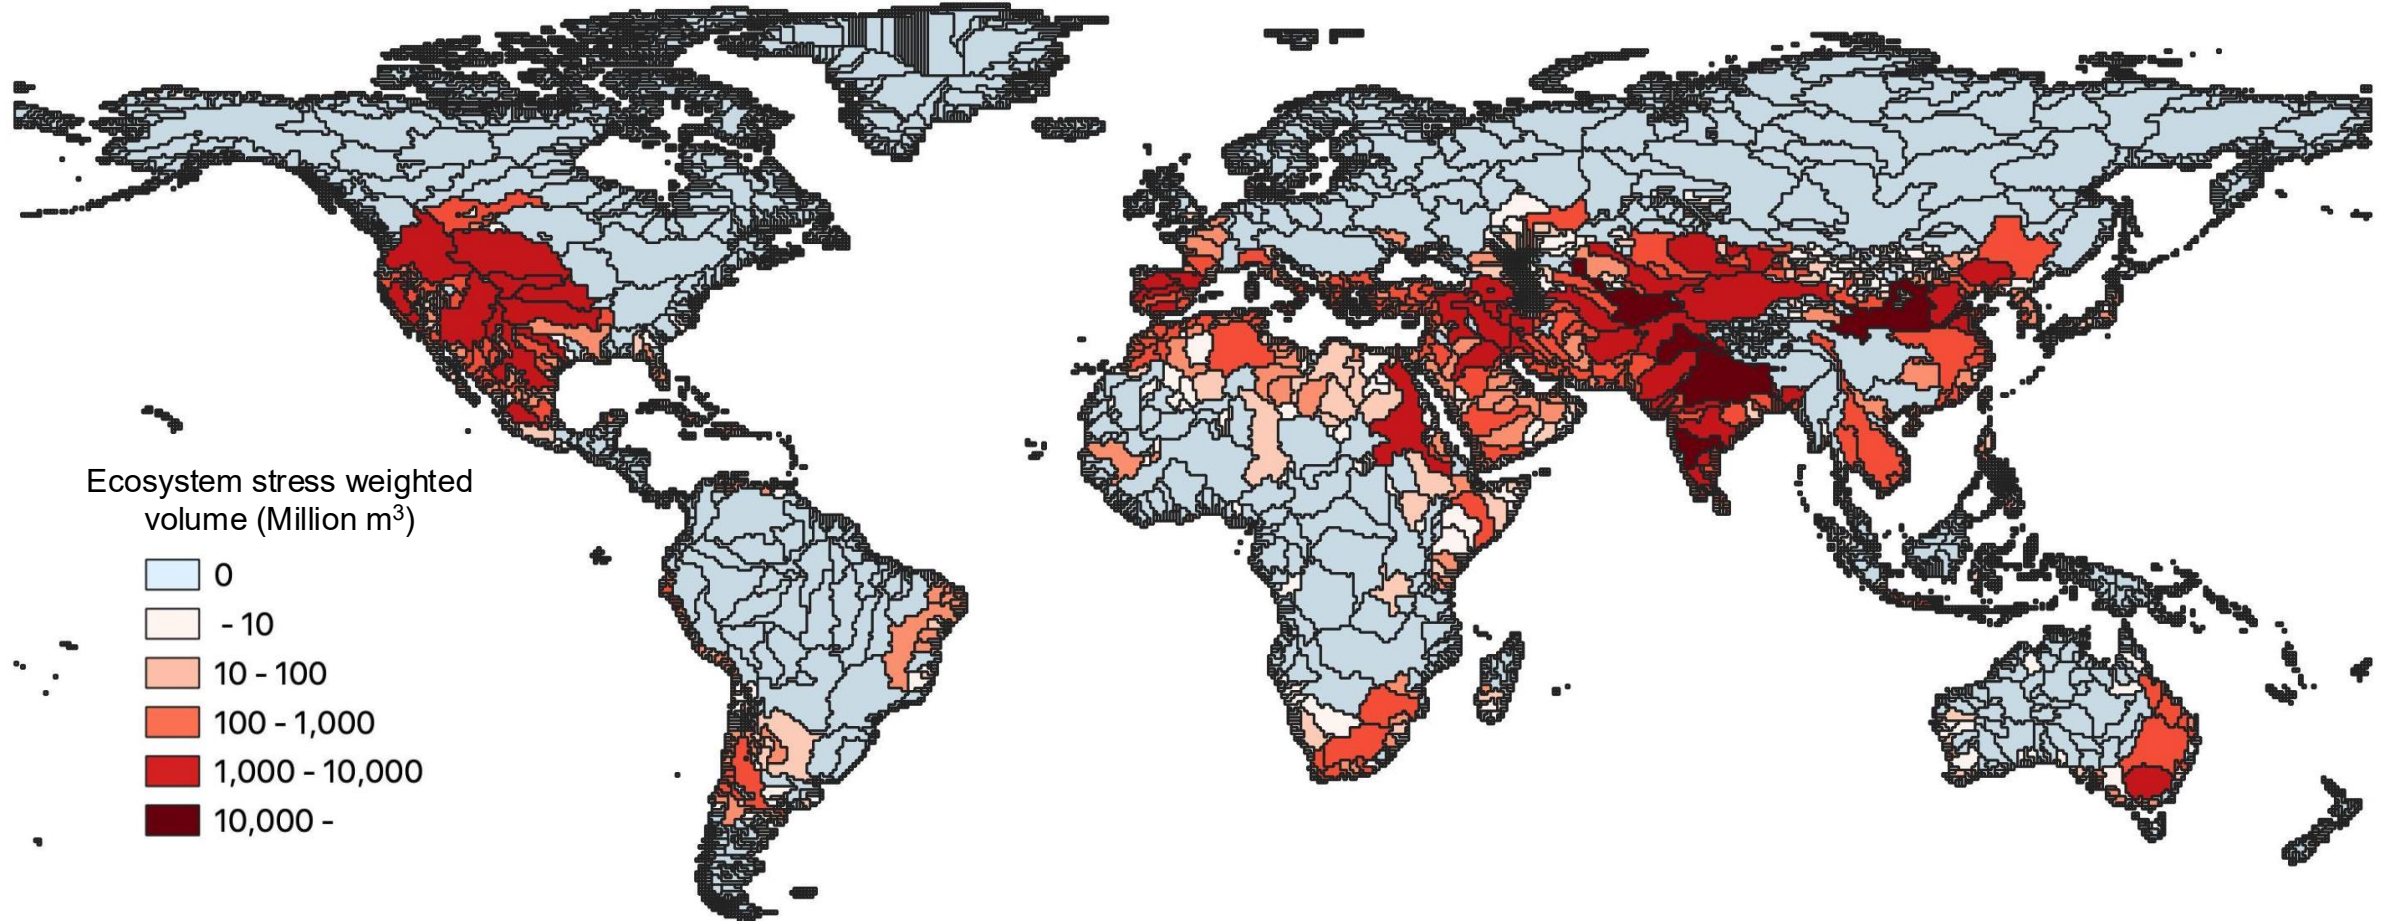 Ecosystem stress weighted
volume (Million m³)
0
- 10
10 - 100
100 - 1,000
1,000 - 10,000
10,000 -